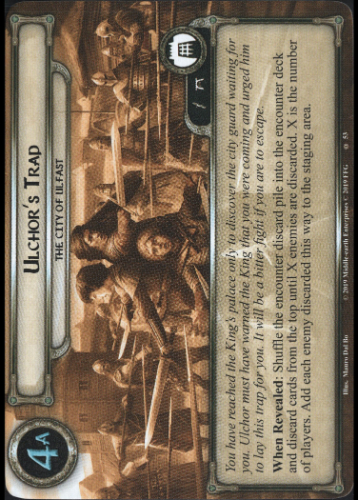 4A
ULCHOR'S TRAP
THE CITY OF ULFAST
You have reached the King's palace only to discover the city guard waiting for
you. Ulchor must have warned the King that you were coming and urged him
to lay this trap for you. It will be a bitter fight if you are to escape.
When Revealed: Shuffle the encounter discard pile into the encounter deck
and discard cards from the top until X enemies are discarded. X is the number
of players. Add each enemy discarded this way to the staging area.
Illus. Mauro Dal Bo
© 2019 Middle-earth Enterprises © 2019 FFG
53